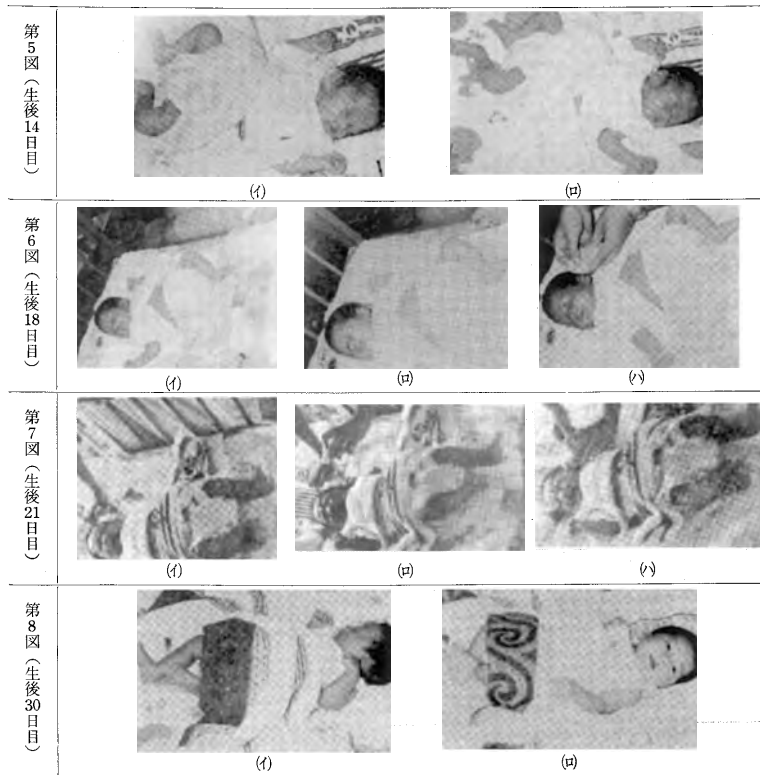 第5図（生後14日目）
(イ) (ロ)
第6図（生後18日目）
(イ) (ロ) (ハ)
第7図（生後21日目）
(イ) (ロ) (ハ)
第8図（生後30日目）
(イ) (ロ)